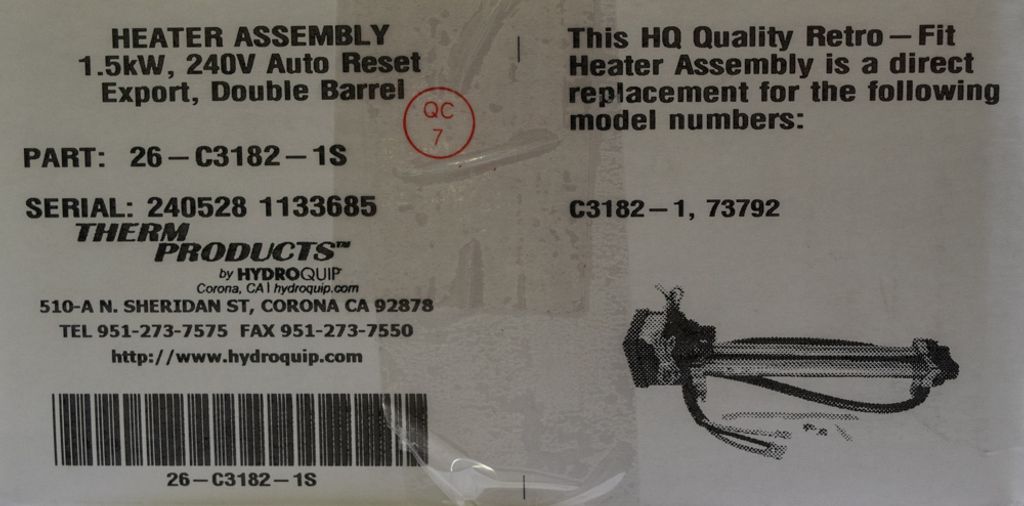 HEATER ASSEMBLY
1.5kW, 240V Auto Reset
Export, Double Barrel
QC
7
PART: 26-C3182-1S
SERIAL: 240528 1133685
THERM
PRODUCTS™
by HYDROQUIP
Corona, CA | hydroquip.com
510-A N. SHERIDAN ST, CORONA CA 92878
TEL 951-273-7575 FAX 951-273-7550
http://www.hydroquip.com
26-C3182-1S
This HQ Quality Retro-Fit
Heater Assembly is a direct
replacement for the following
model numbers:
C3182-1, 73792